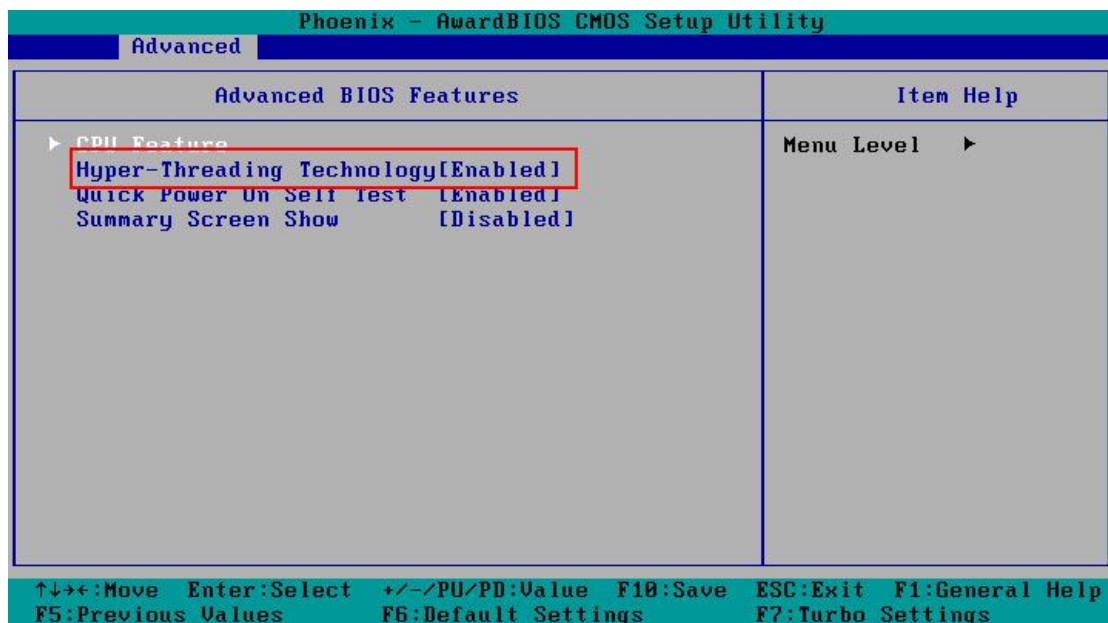 Phoenix - AwardBIOS CMOS Setup Utility
Advanced
Advanced BIOS Features
Item Help
▶ CPU Feature
Menu Level ▶
Hyper-Threading Technology[Enabled]
Quick Power On Self Test [Enabled]
Summary Screen Show [Disabled]
↑↓→←:Move Enter:Select +/-/PU/PD:Value F10:Save ESC:Exit F1:General Help
F5:Previous Values F6:Default Settings F7:Turbo Settings